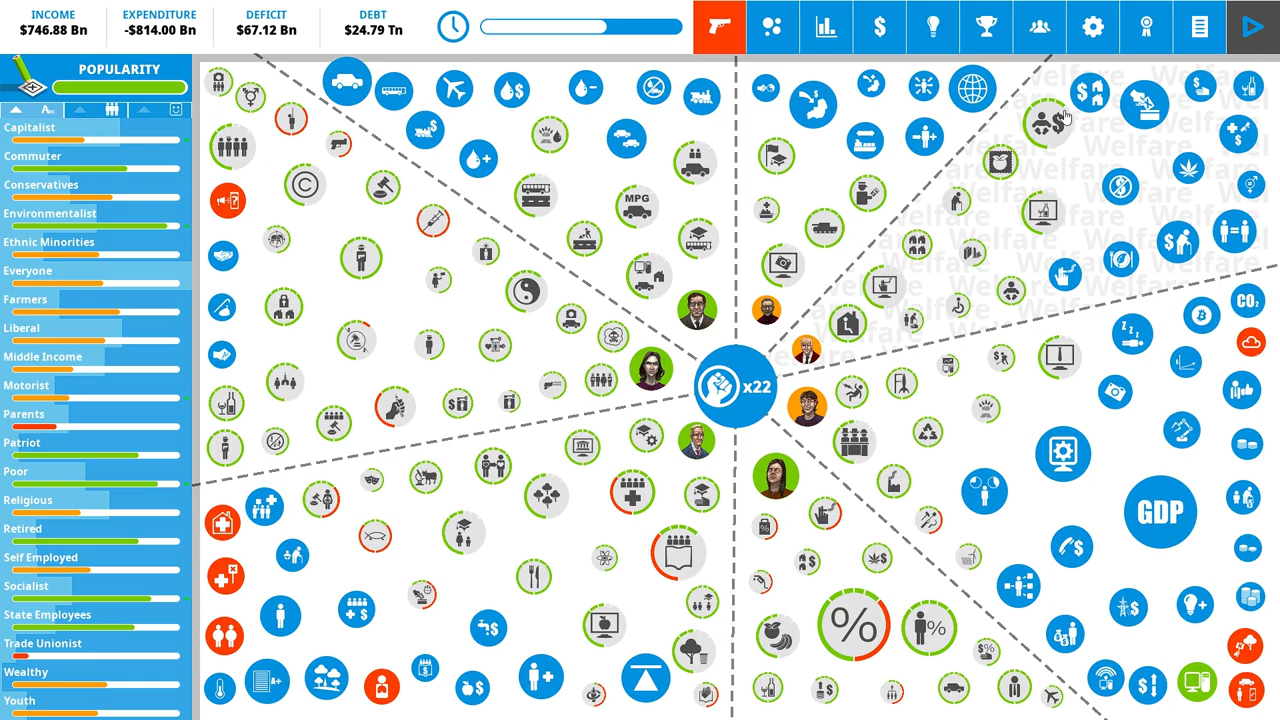 INCOME
$746.88 Bn
EXPENDITURE
-$814.00 Bn
DEFICIT
$67.12 Bn
DEBT
$24.79 Tn
POPULARITY
Capitalist
Commuter
Conservatives
Environmentalist
Ethnic Minorities
Everyone
Farmers
Liberal
Middle Income
Motorist
Parents
Patriot
Poor
Religious
Retired
Self Employed
Socialist
State Employees
Trade Unionist
Wealthy
Youth
Welfare Welfare
MPG
x22
CO₂
GDP
%
%
A+